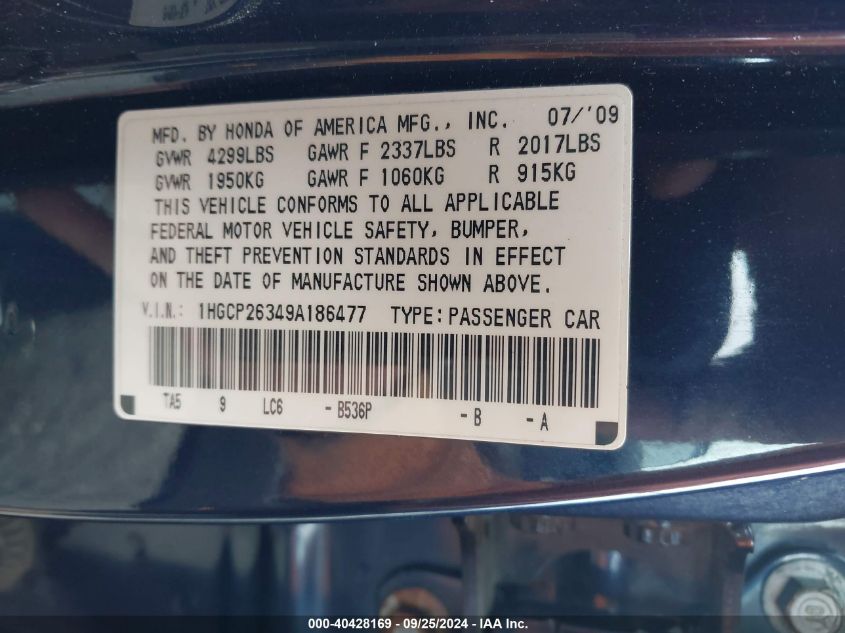 MFD. BY HONDA OF AMERICA MFG., INC. 07/'09
GVWR 4299LBS GAWR F 2337LBS R 2017LBS
GVWR 1950KG GAWR F 1060KG R 915KG
THIS VEHICLE CONFORMS TO ALL APPLICABLE
FEDERAL MOTOR VEHICLE SAFETY, BUMPER,
AND THEFT PREVENTION STANDARDS IN EFFECT
ON THE DATE OF MANUFACTURE SHOWN ABOVE.
V.I.N.: 1HGCP26349A186477 TYPE:PASSENGER CAR
TA5 9 LC6 -B536P -B -A
000-40428169 - 09/25/2024 - IAA Inc.